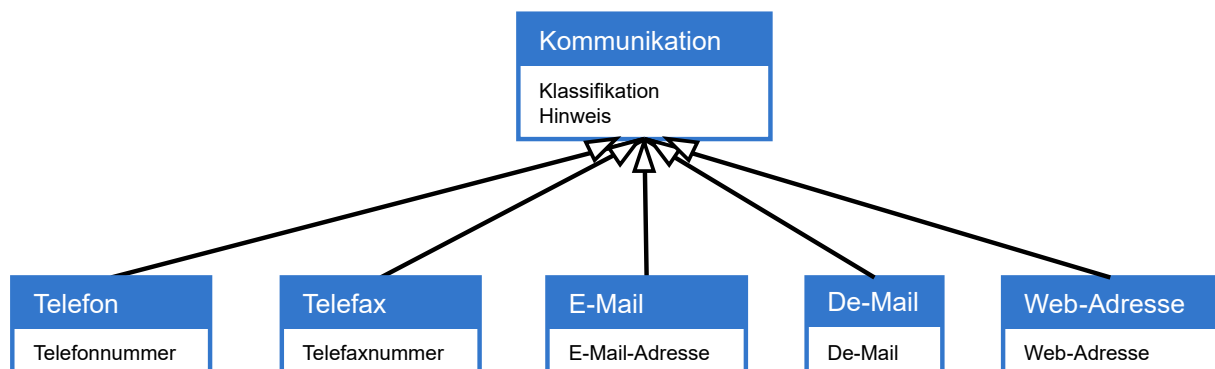 Kommunikation
Klassifikation
Hinweis
Telefon
Telefonnummer
Telefax
Telefaxnummer
E-Mail
E-Mail-Adresse
De-Mail
De-Mail
Web-Adresse
Web-Adresse